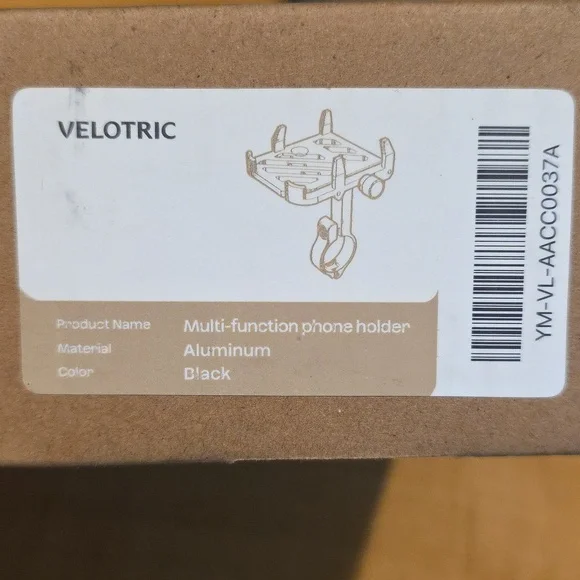 VELOTRIC
Product Name Multi-function phone holder
Material Aluminum
Color Black
YM-VL-AACC0037A